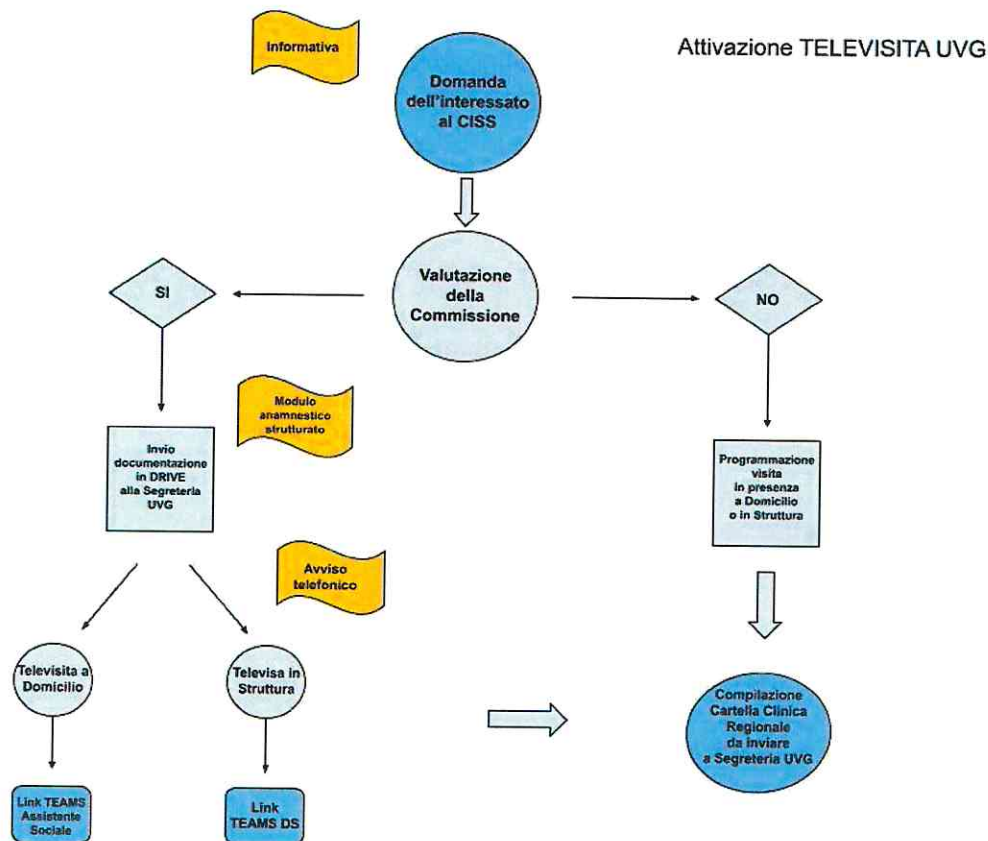 Attivazione TELEVISITA UVG
Informativa
Domanda
dell'interessato
al CISS
Valutazione
della
Commissione
SI
NO
Modulo
anamnestico
strutturato
Invio
documentazione
in DRIVE
alla Segreteria
UVG
Programmazione
visita
in presenza
a Domicilio
o in Struttura
Avviso
telefonico
Televisita a
Domicilio
Televisa in
Struttura
Compilazione
Cartella Clinica
Regionale
da inviare
a Segreteria UVG
Link TEAMS
Assistente
Sociale
Link
TEAMS DS